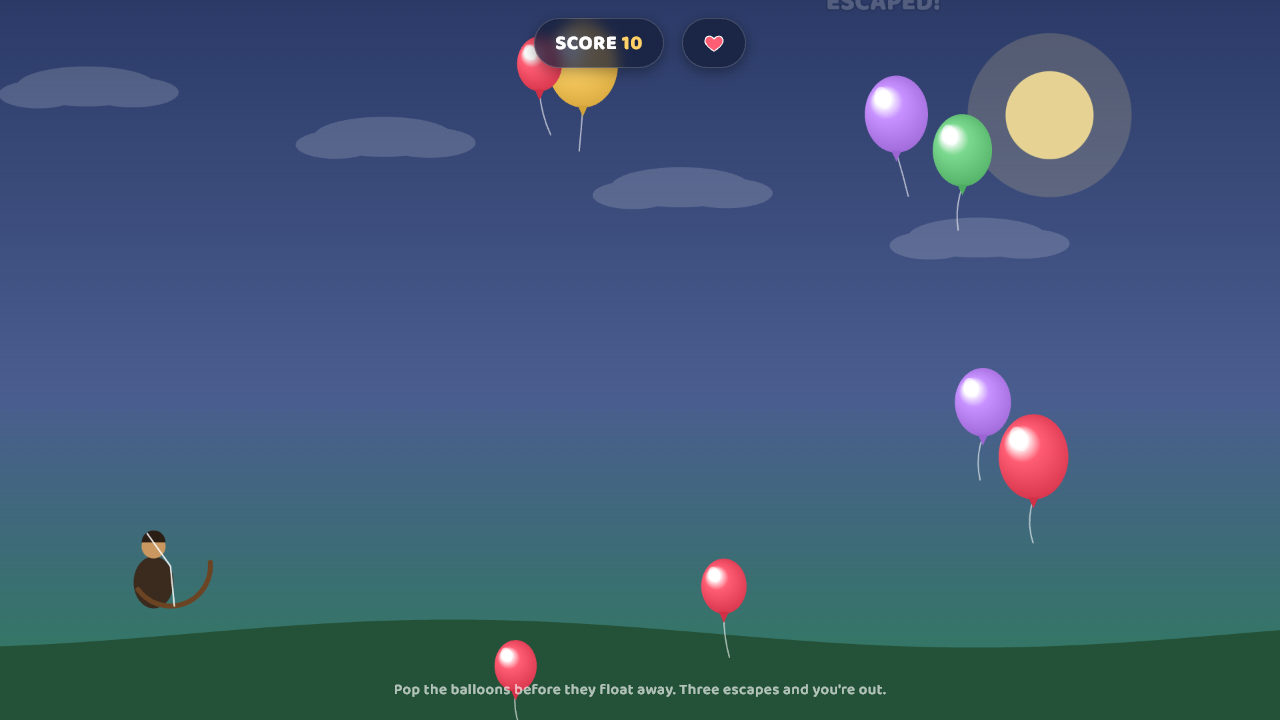 ESCAPED!
SCORE 10
Pop the balloons before they float away. Three escapes and you're out.